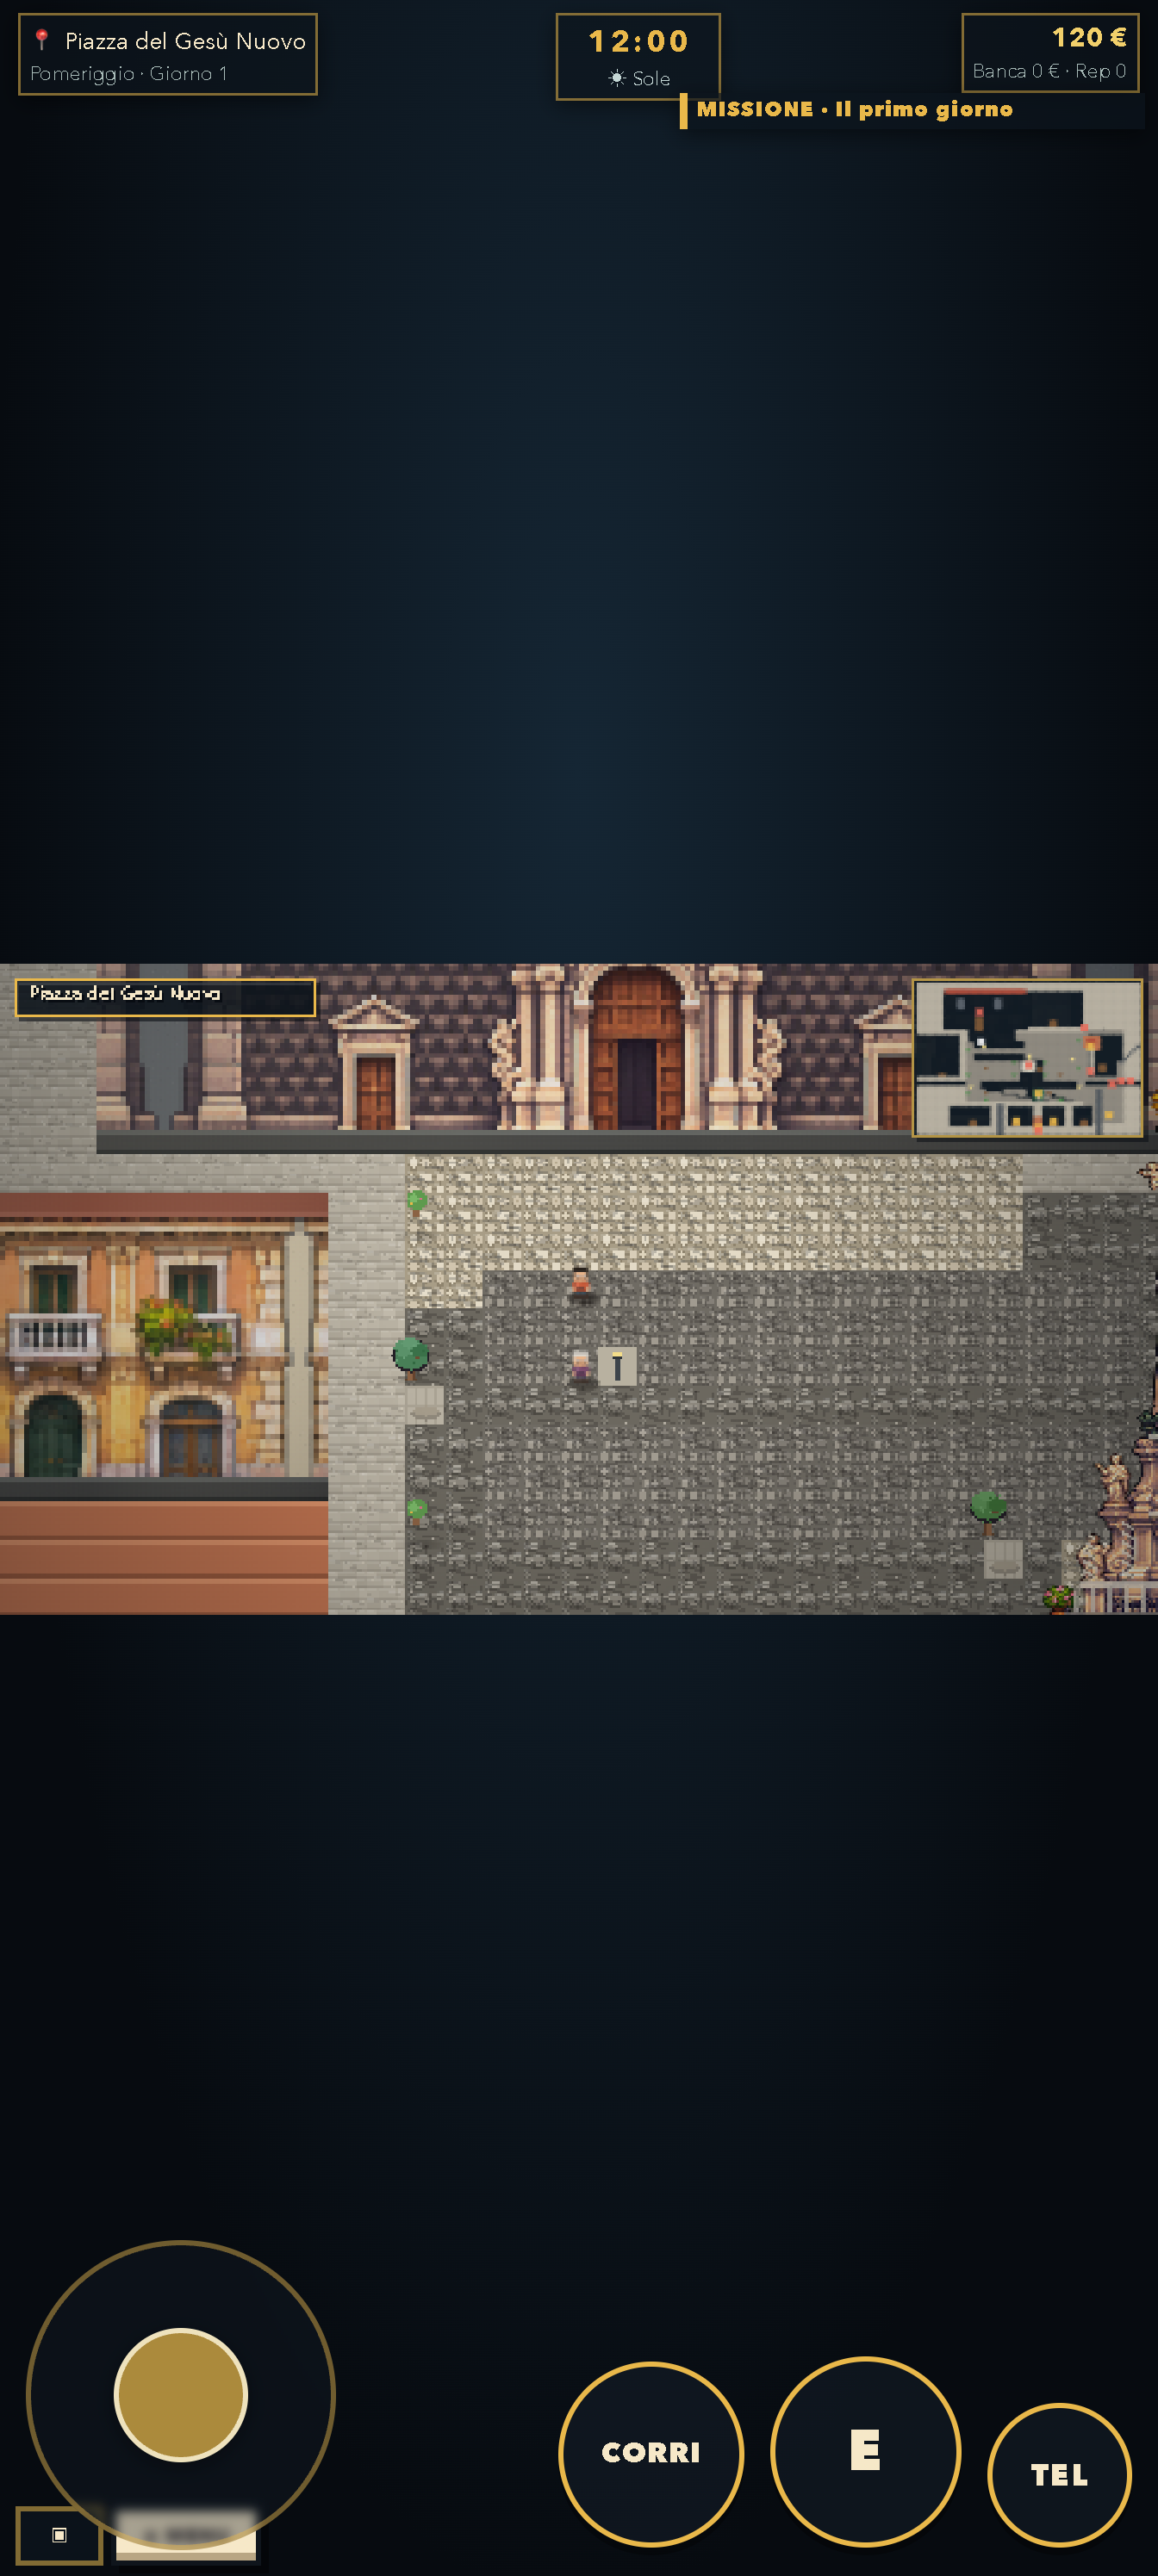 Piazza del Gesù Nuovo
Pomeriggio · Giorno 1
12:00
☀ Sole
120 €
Banca 0 € · Rep 0
MISSIONE · Il primo giorno
Piazza del Gesù Nuovo
CORRI
E
TEL